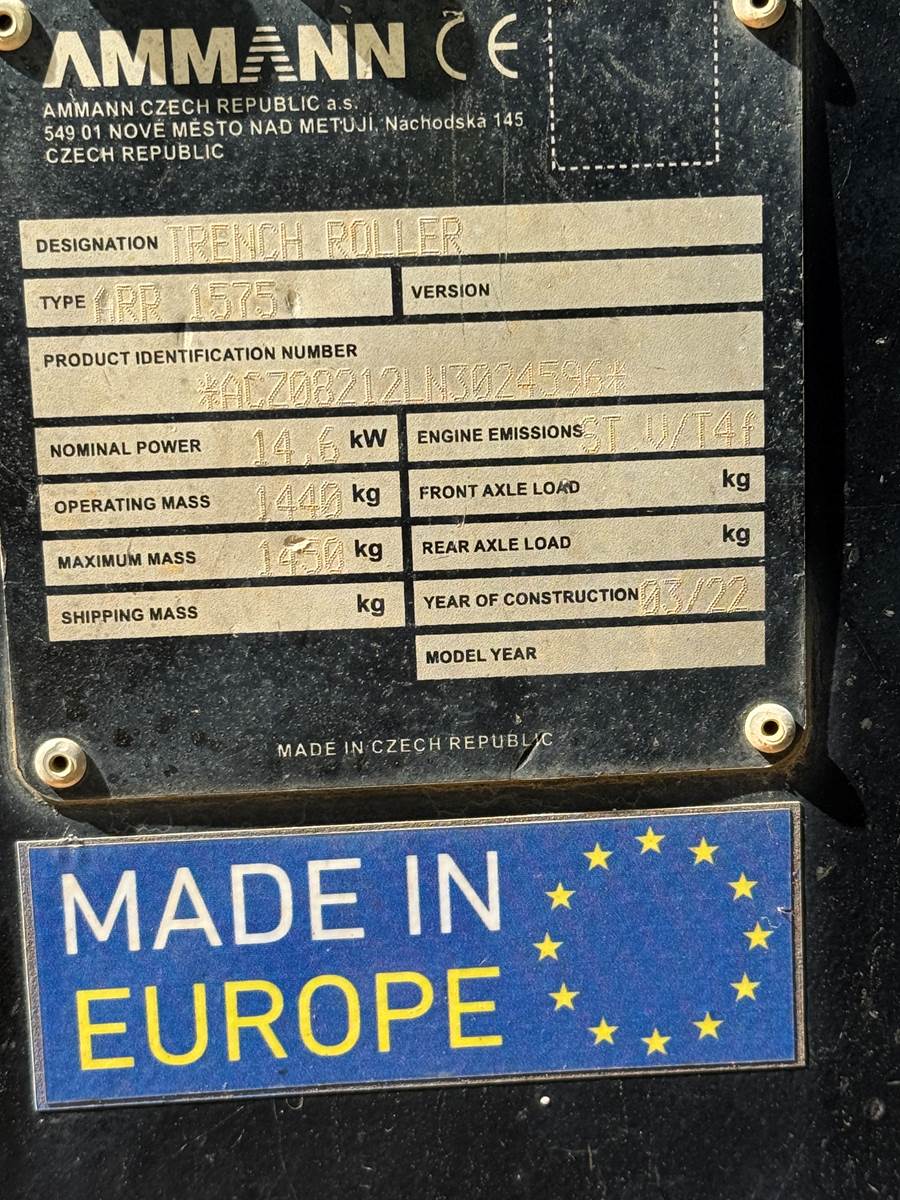 AMMANN CE
AMMANN CZECH REPUBLIC a.s.
549 01 NOVÉ MĚSTO NAD METUJÍ, Náchodská 145
CZECH REPUBLIC
DESIGNATION TRENCH ROLLER
TYPE ARR 1575
VERSION
PRODUCT IDENTIFICATION NUMBER
*ACZ08212LN3024596*
NOMINAL POWER 14,6 kW
ENGINE EMISSIONS ST.V/T4f
OPERATING MASS 1440 kg
FRONT AXLE LOAD kg
MAXIMUM MASS 1450 kg
REAR AXLE LOAD kg
SHIPPING MASS kg
YEAR OF CONSTRUCTION 03/22
MODEL YEAR
MADE IN CZECH REPUBLIC
MADE IN
EUROPE